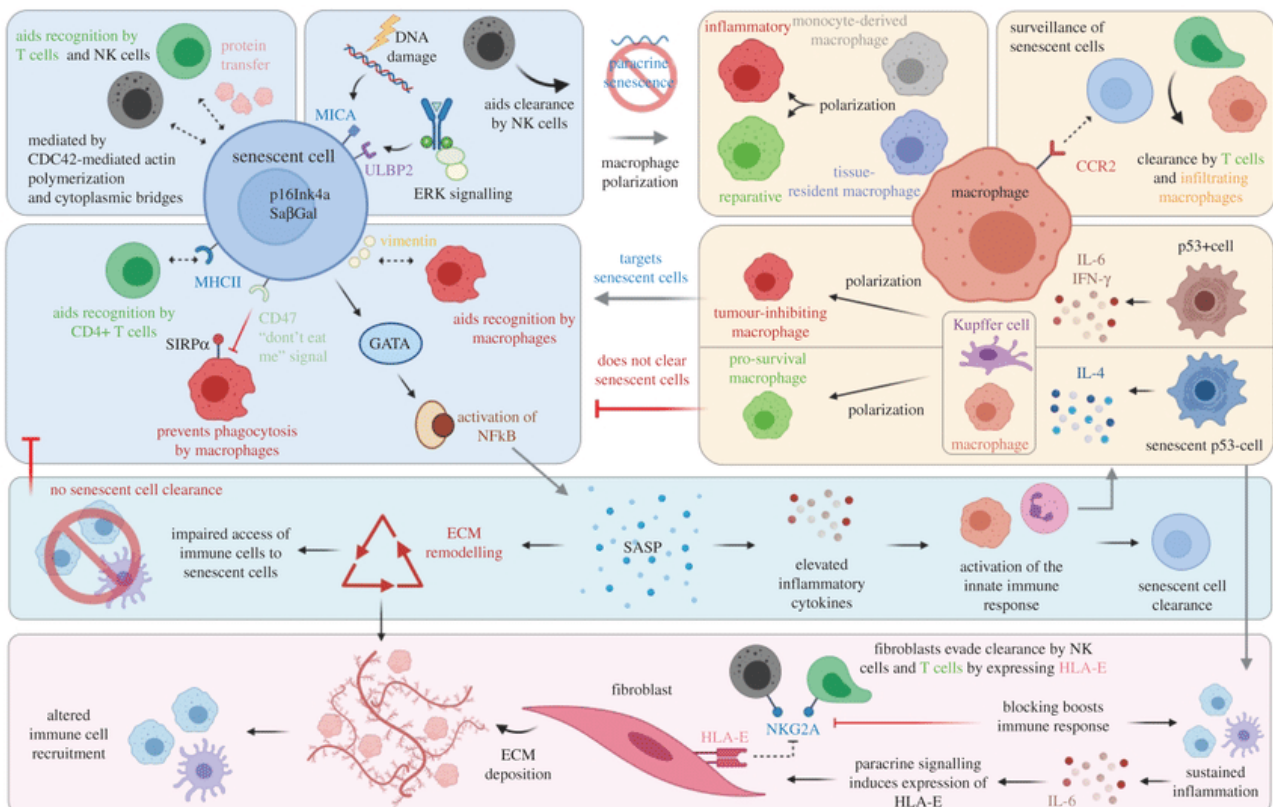 aids recognition by
T cells and NK cells
protein
transfer
mediated by
CDC42-mediated actin
polymerization
and cytoplasmic bridges
senescent cell
p16Ink4a
SaβGal
DNA
damage
MICA
ULBP2
ERK signalling
aids clearance
by NK cells
paracrine
senescence
macrophage
polarization
inflammatory
monocyte-derived
macrophage
polarization
reparative
tissue-
resident macrophage
surveillance of
senescent cells
macrophage
CCR2
clearance by T cells
and infiltrating
macrophages
MHCII
aids recognition by
CD4+ T cells
vimentin
aids recognition by
macrophages
CD47
"don't eat
me" signal
SIRPα
prevents phagocytosis
by macrophages
GATA
activation of
NFkB
targets
senescent cells
does not clear
senescent cells
polarization
tumour-inhibiting
macrophage
pro-survival
macrophage
polarization
Kupffer cell
macrophage
IL-6
IFN-γ
p53+cell
IL-4
senescent p53-cell
no senescent cell clearance
impaired access of
immune cells to
senescent cells
ECM
remodelling
SASP
elevated
inflammatory
cytokines
activation of the
innate immune
response
senescent cell
clearance
altered
immune cell
recruitment
ECM
deposition
fibroblast
HLA-E
NKG2A
fibroblasts evade clearance by NK
cells and T cells by expressing HLA-E
blocking boosts
immune response
paracrine signalling
induces expression of
HLA-E
IL-6
sustained
inflammation